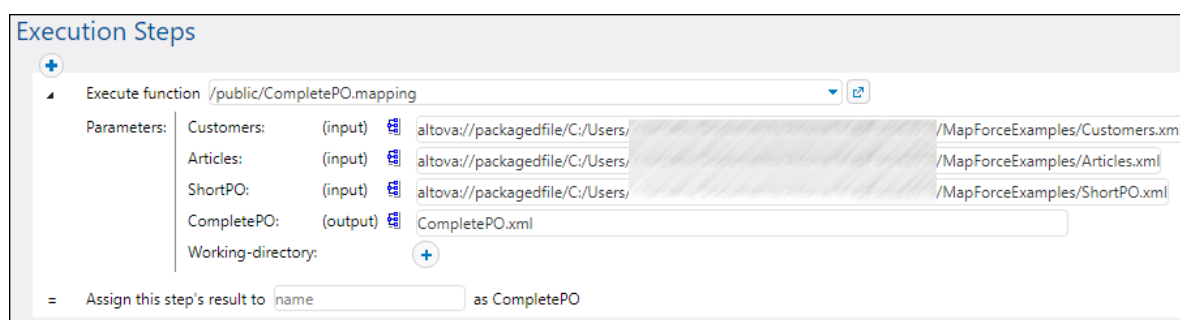 Execution Steps
Execute function /public/CompletePO.mapping
Parameters: Customers: (input) altova://packagedfile/C:/Users/ /MapForceExamples/Customers.xm
Articles: (input) altova://packagedfile/C:/Users/ /MapForceExamples/Articles.xml
ShortPO: (input) altova://packagedfile/C:/Users/ /MapForceExamples/ShortPO.xml
CompletePO: (output) CompletePO.xml
Working-directory:
= Assign this step's result to name as CompletePO